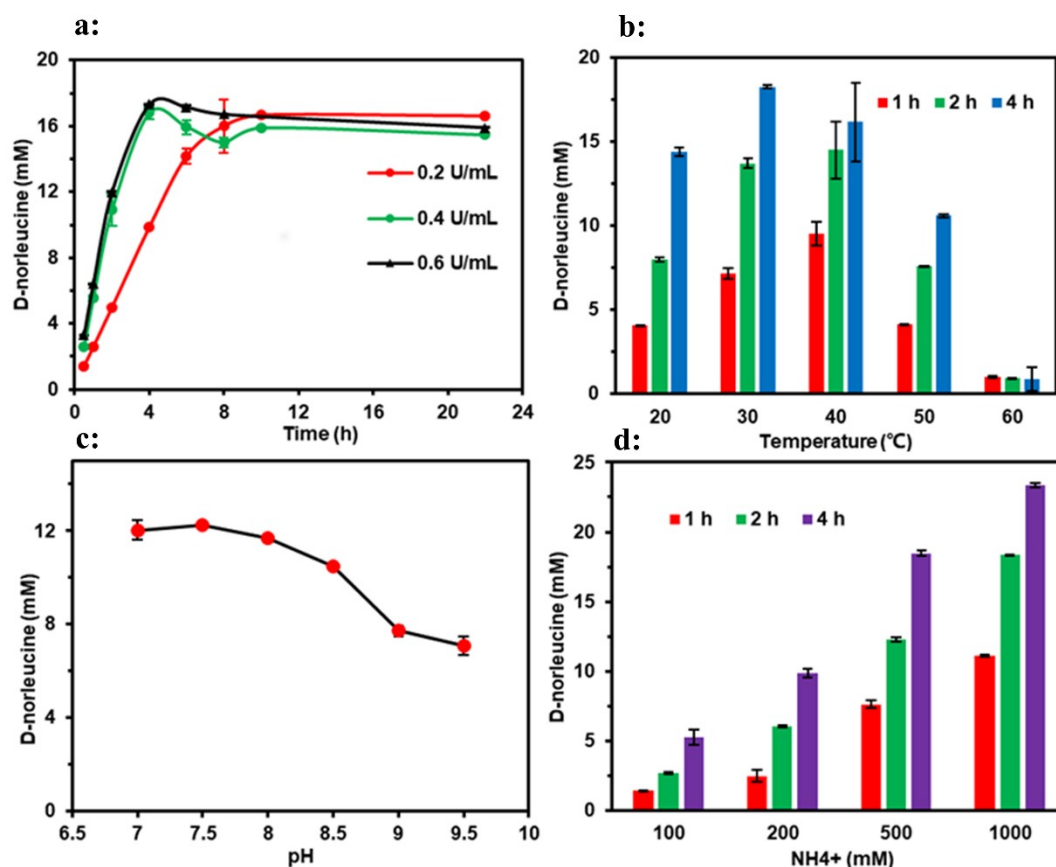 a:
D-norleucine (mM)
20
16
12
8
4
0
0.2 U/mL
0.4 U/mL
0.6 U/mL
0 4 8 12 16 20 24
Time (h)
b:
D-norleucine (mM)
20
15
10
5
0
1 h 2 h 4 h
20 30 40 50 60
Temperature (℃)
c:
D-norleucine (mM)
12
8
4
0
6.5 7 7.5 8 8.5 9 9.5 10
pH
d:
D-norleucine (mM)
25
20
15
10
5
0
1 h 2 h 4 h
100 200 500 1000
NH4+ (mM)